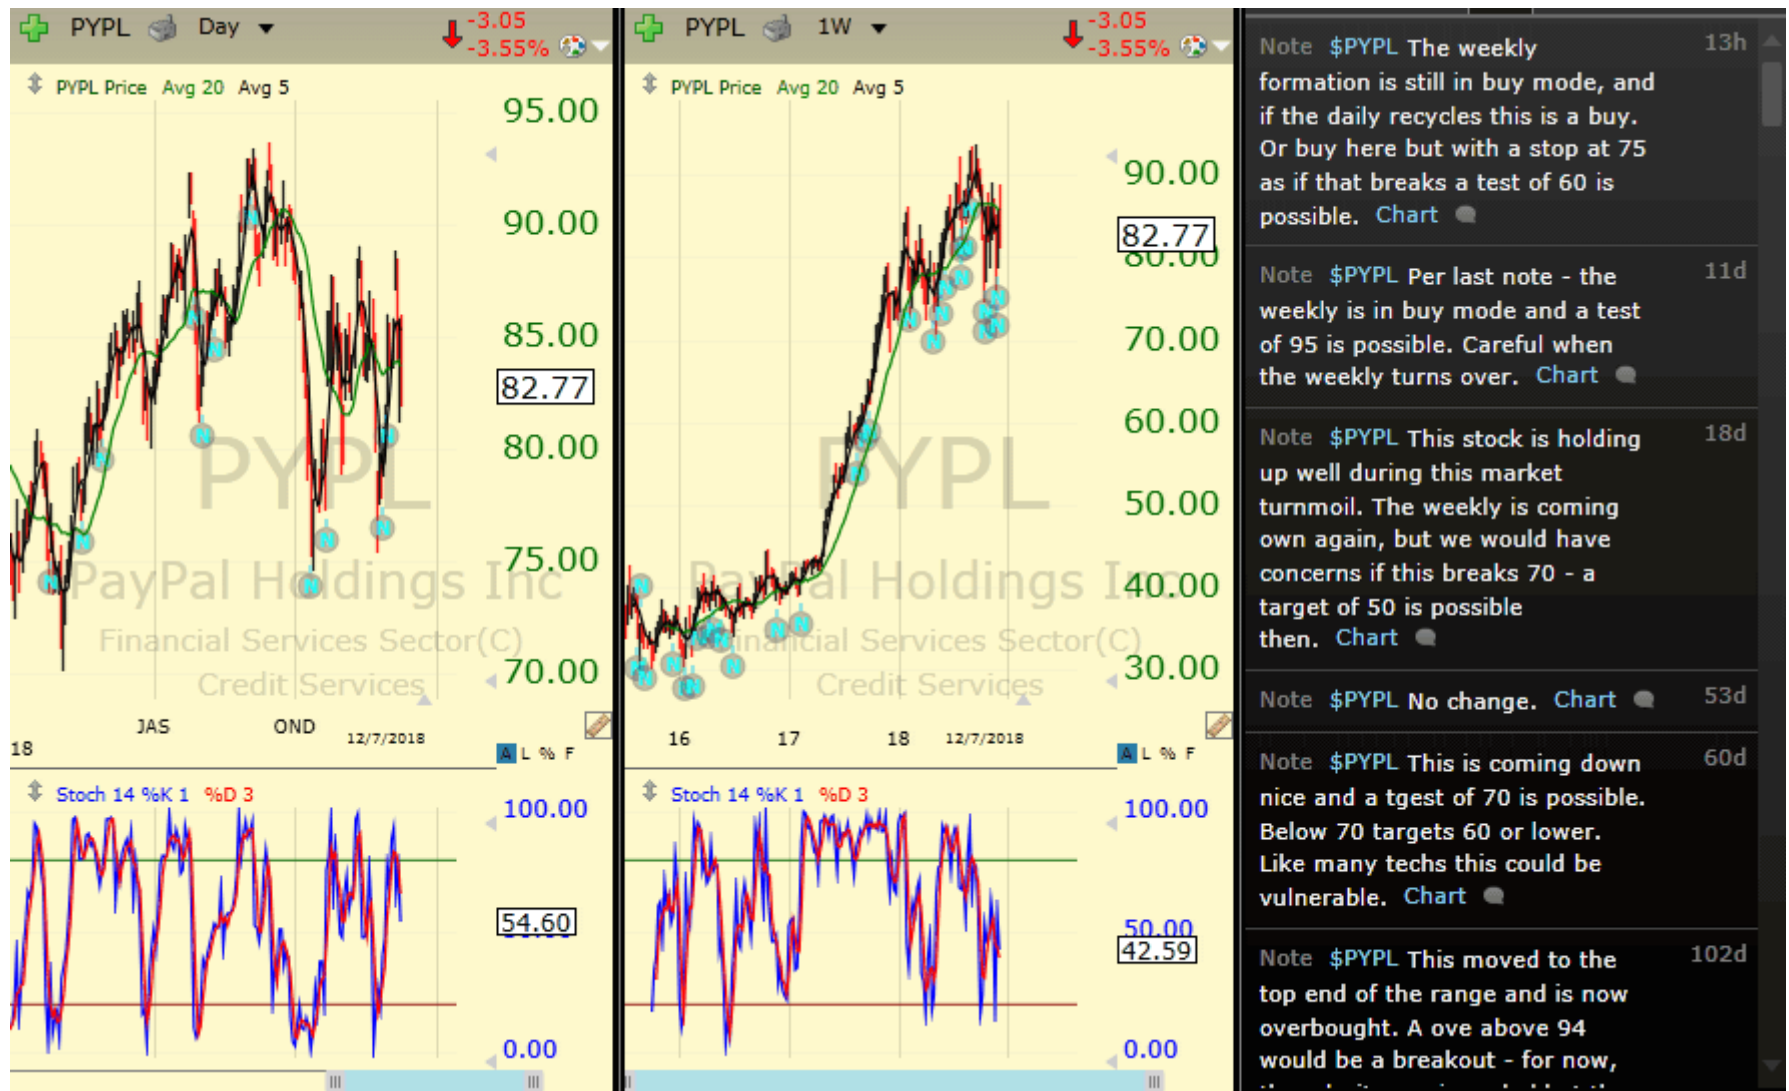 PYPL Day
-3.05
-3.55%
PYPL Price Avg 20 Avg 5
95.00
90.00
85.00
82.77
80.00
75.00
70.00
PYPL
PayPal Holdings Inc
Financial Services Sector(C)
Credit Services
18 JAS OND 12/7/2018
A L % F
Stoch 14 %K 1 %D 3
100.00
54.60
0.00
PYPL 1W
-3.05
-3.55%
PYPL Price Avg 20 Avg 5
90.00
82.77
80.00
70.00
60.00
50.00
40.00
30.00
PYPL
PayPal Holdings Inc
Financial Services Sector(C)
Credit Services
16 17 18 12/7/2018
A L % F
Stoch 14 %K 1 %D 3
100.00
50.00
42.59
0.00
Note $PYPL The weekly 13h
formation is still in buy mode, and
if the daily recycles this is a buy.
Or buy here but with a stop at 75
as if that breaks a test of 60 is
possible. Chart
Note $PYPL Per last note - the 11d
weekly is in buy mode and a test
of 95 is possible. Careful when
the weekly turns over. Chart
Note $PYPL This stock is holding 18d
up well during this market
turnmoil. The weekly is coming
own again, but we would have
concerns if this breaks 70 - a
target of 50 is possible
then. Chart
Note $PYPL No change. Chart 53d
Note $PYPL This is coming down 60d
nice and a tgest of 70 is possible.
Below 70 targets 60 or lower.
Like many techs this could be
vulnerable. Chart
Note $PYPL This moved to the 102d
top end of the range and is now
overbought. A ove above 94
would be a breakout - for now,